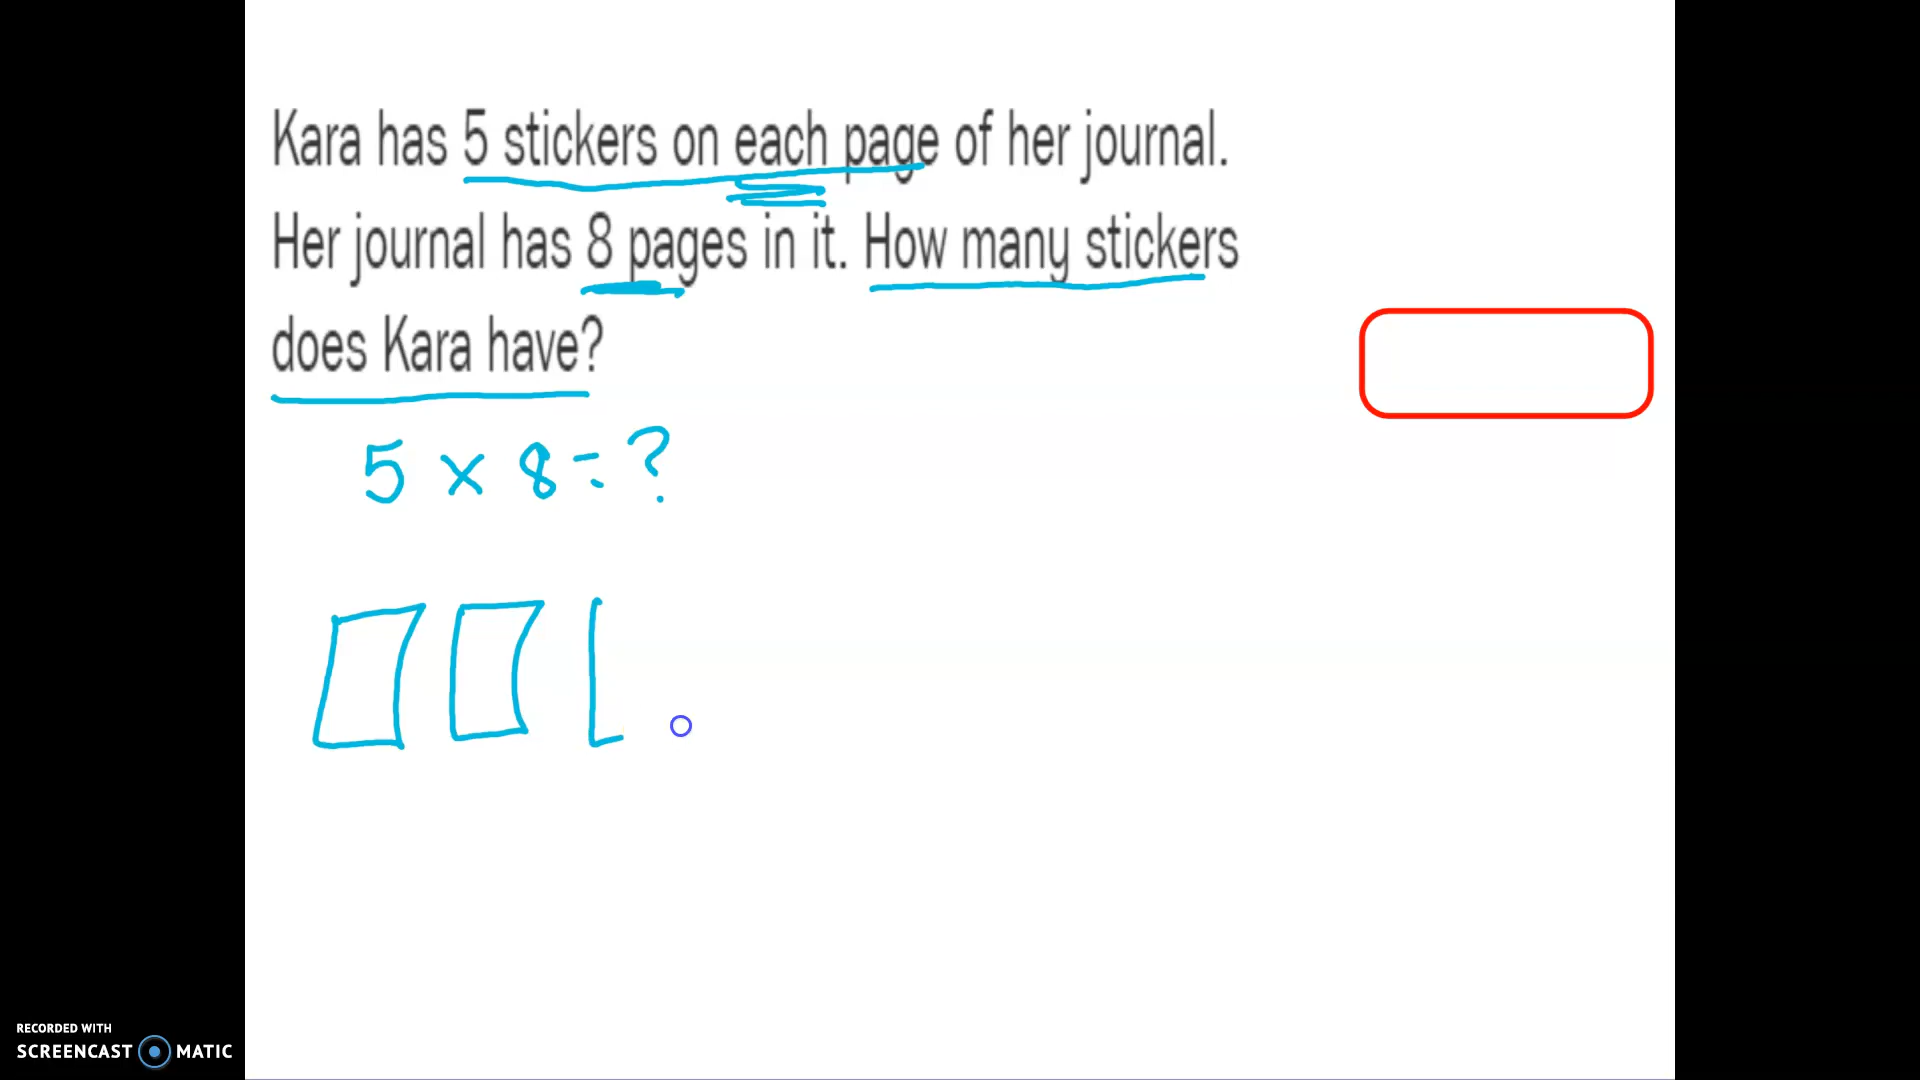 Kara has 5 stickers on each page of her journal.
Her journal has 8 pages in it. How many stickers
does Kara have?
5 x 8 = ?
RECORDED WITH
SCREENCAST MATIC